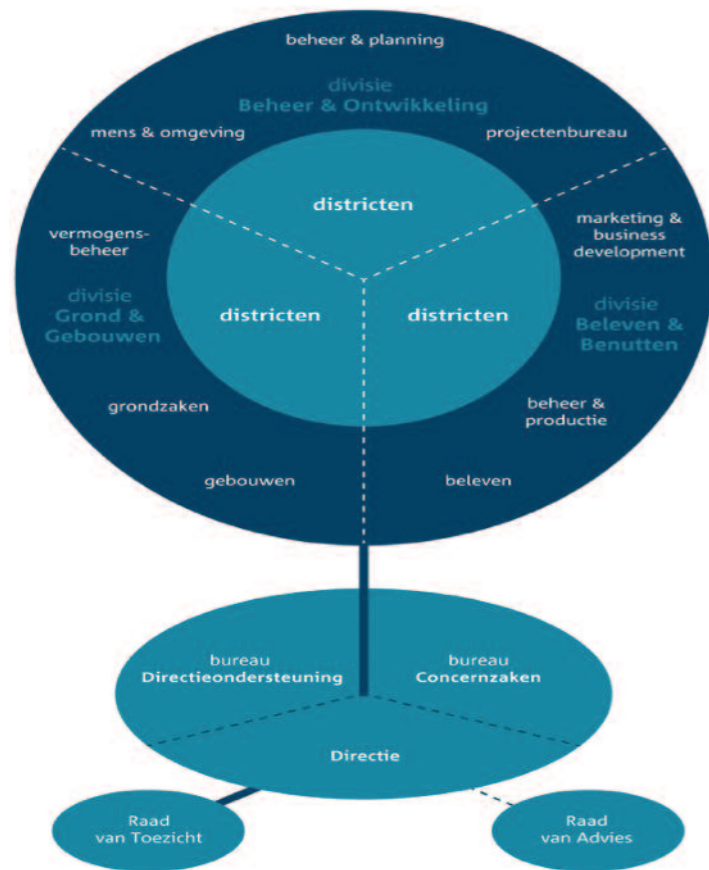 beheer & planning
divisie
Beheer & Ontwikkeling
mens & omgeving
projectenbureau
districten
vermogens-
beheer
marketing &
business
development
divisie
Grond &
Gebouwen
districten
districten
divisie
Beleven &
Benutten
grondzaken
beheer &
productie
gebouwen
beleven
bureau
Directieondersteuning
bureau
Concernzaken
Directie
Raad
van Toezicht
Raad
van Advies